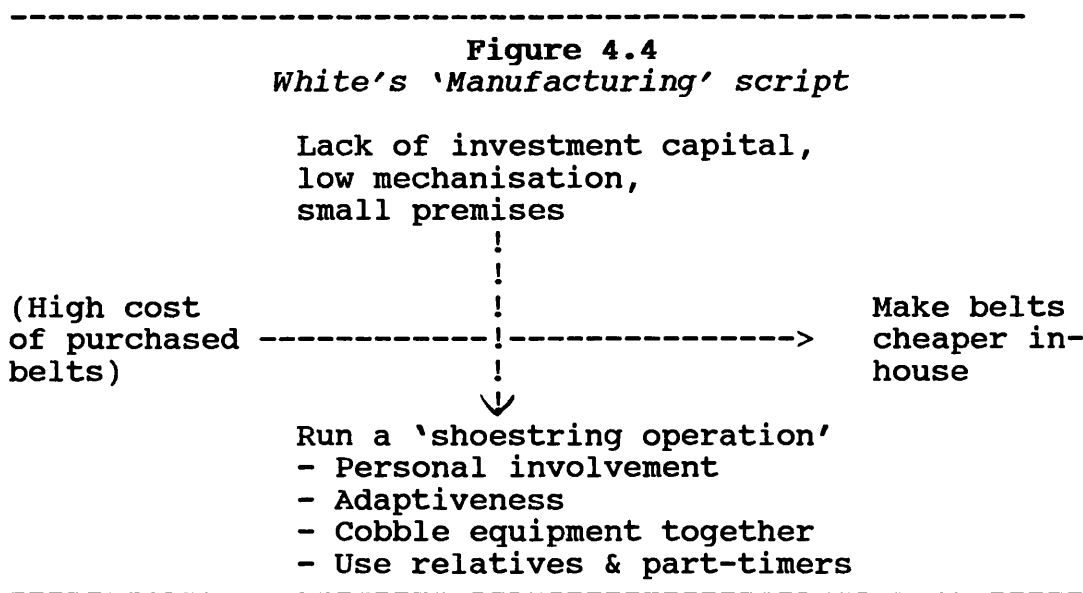 Figure 4.4
White's 'Manufacturing' script
Lack of investment capital,
low mechanisation,
small premises
(High cost
of purchased
belts)
Make belts
cheaper in-
house
Run a 'shoestring operation'
- Personal involvement
- Adaptiveness
- Cobble equipment together
- Use relatives & part-timers